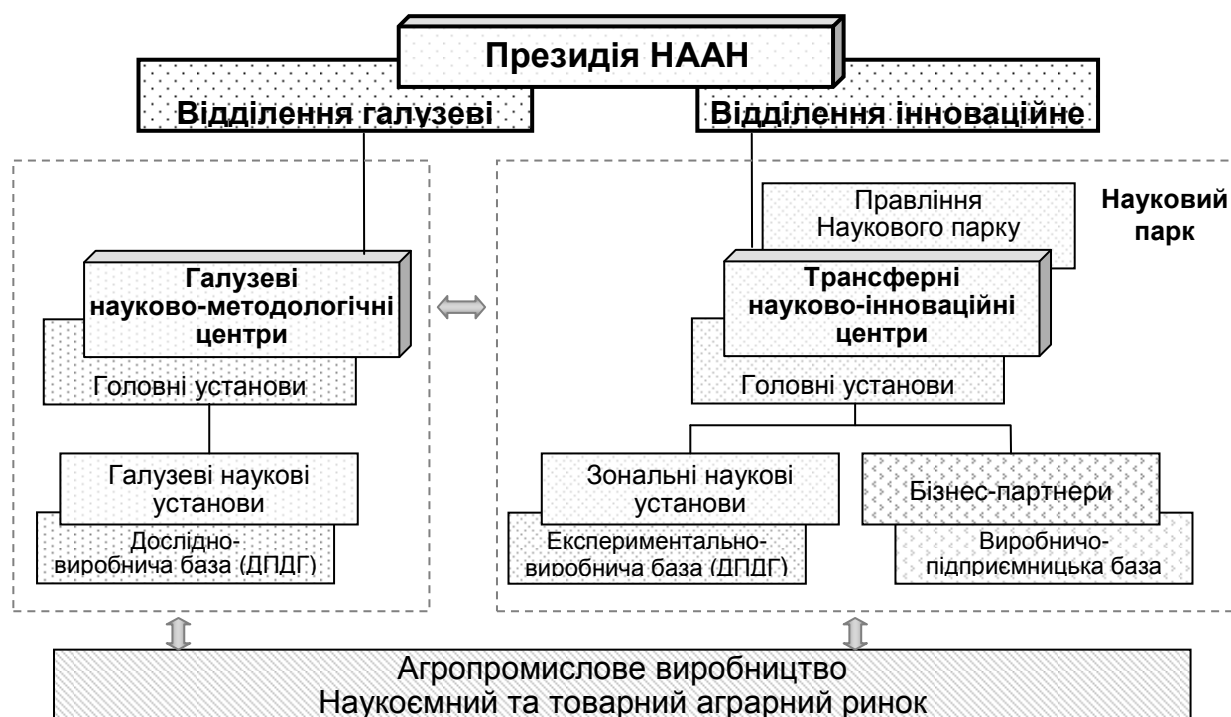 Президія НААН
Відділення галузеві
Відділення інноваційне
Правління
Наукового парку
Науковий
парк
Галузеві
науково-методологічні
центри
Головні установи
Трансферні
науково-інноваційні
центри
Головні установи
Галузеві наукові
установи
Дослідно-
виробнича база (ДПДГ)
Зональні наукові
установи
Експериментально-
виробнича база (ДПДГ)
Бізнес-партнери
Виробничо-
підприємницька база
Агропромислове виробництво
Наукоємний та товарний аграрний ринок